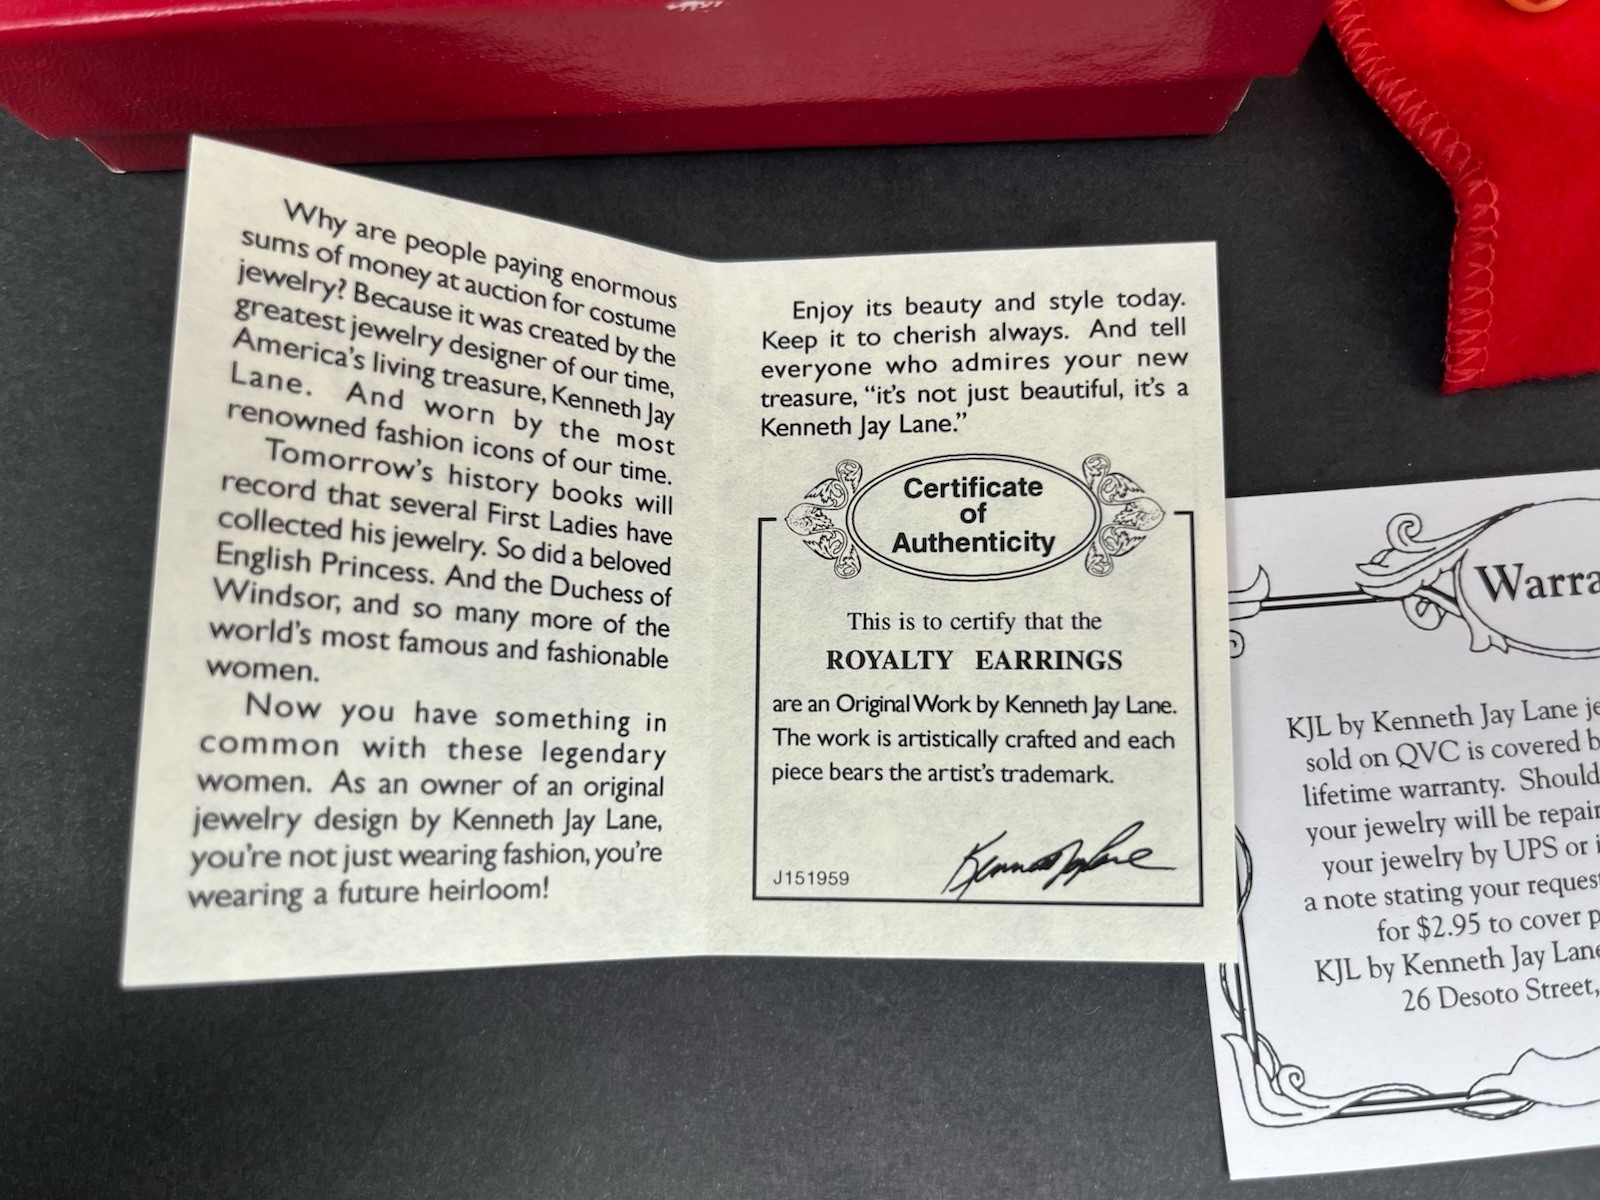 Why are people paying enormous
sums of money at auction for costume
jewelry? Because it was created by the
greatest jewelry designer of our time,
America's living treasure, Kenneth Jay
Lane. And worn by the most
renowned fashion icons of our time.
Tomorrow's history books will
record that several First Ladies have
collected his jewelry. So did a beloved
English Princess. And the Duchess of
Windsor, and so many more of the
world's most famous and fashionable
women.
Now you have something in
common with these legendary
women. As an owner of an original
jewelry design by Kenneth Jay Lane,
you're not just wearing fashion, you're
wearing a future heirloom!
Enjoy its beauty and style today.
Keep it to cherish always. And tell
everyone who admires your new
treasure, “it's not just beautiful, it's a
Kenneth Jay Lane.”
Certificate
of
Authenticity
This is to certify that the
ROYALTY EARRINGS
are an Original Work by Kenneth Jay Lane.
The work is artistically crafted and each
piece bears the artist's trademark.
Kenneth Jay Lane
J151959
Warra
KJL by Kenneth Jay Lane je
sold on QVC is covered b
lifetime warranty. Should
your jewelry will be repair
your jewelry by UPS or i
a note stating your request
for $2.95 to cover p
KJL by Kenneth Jay Lane
26 Desoto Street,